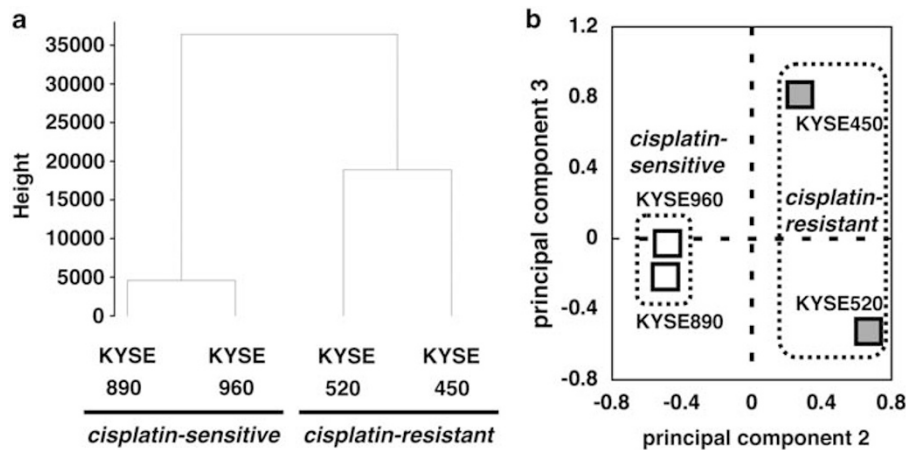 a
35000
30000
25000
20000
15000
10000
5000
0
Height
KYSE KYSE KYSE KYSE
890 960 520 450
cisplatin-sensitive cisplatin-resistant
b
1.2
0.8
0.4
0
-0.4
-0.8
principal component 3
KYSE450
cisplatin-
sensitive
KYSE960
cisplatin-
resistant
KYSE890
KYSE520
-0.8 -0.4 0 0.4 0.8
principal component 2